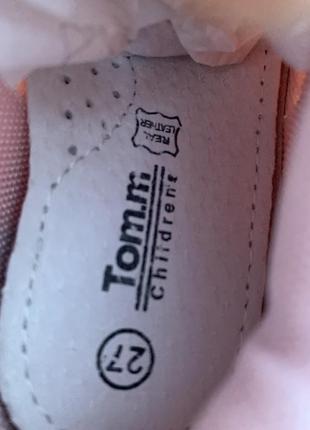 REAL
LEATHER
Tom.m
Children's
27